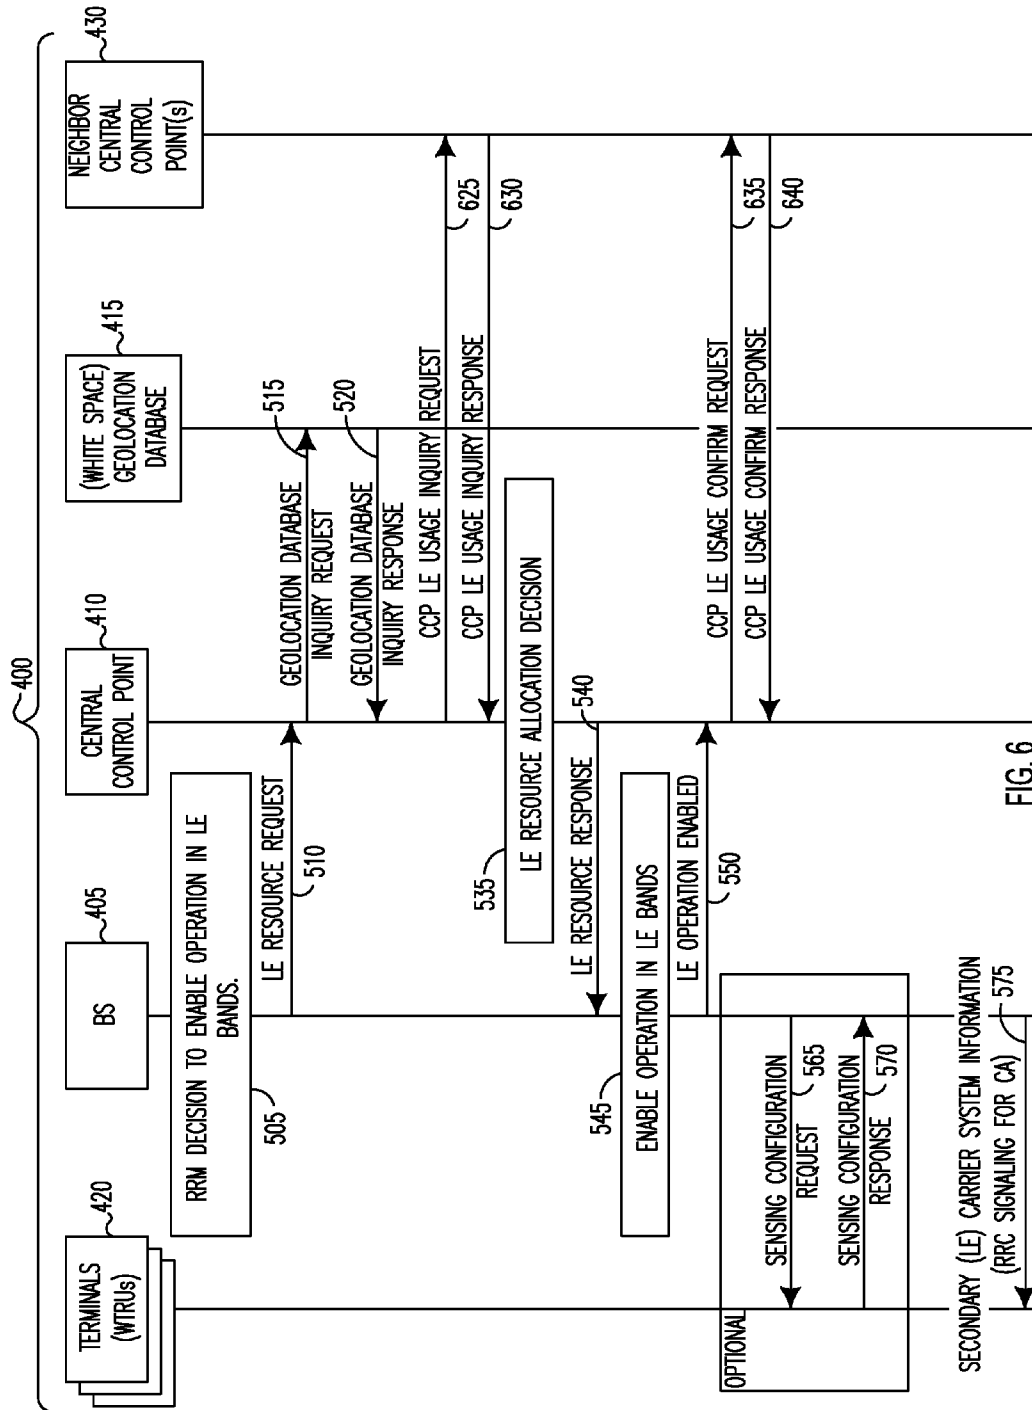 400
TERMINALS
(WTRUs)
420
BS
405
CENTRAL
CONTROL POINT
410
(WHITE SPACE)
GEOLOCATION
DATABASE
415
NEIGHBOR
CENTRAL
CONTROL
POINT(s)
430
RRM DECISION TO ENABLE OPERATION IN LE
BANDS.
505
LE RESOURCE REQUEST
510
GEOLOCATION DATABASE
INQUIRY REQUEST
515
GEOLOCATION DATABASE
INQUIRY RESPONSE
520
CCP LE USAGE INQUIRY REQUEST
625
CCP LE USAGE INQUIRY RESPONSE
630
535
LE RESOURCE ALLOCATION DECISION
LE RESOURCE RESPONSE
540
545
ENABLE OPERATION IN LE BANDS
LE OPERATION ENABLED
550
CCP LE USAGE CONFIRM REQUEST
635
CCP LE USAGE CONFIRM RESPONSE
640
OPTIONAL
SENSING CONFIGURATION
REQUEST
565
SENSING CONFIGURATION
RESPONSE
570
SECONDARY (LE) CARRIER SYSTEM INFORMATION
(RRC SIGNALING FOR CA)
575
FIG. 6